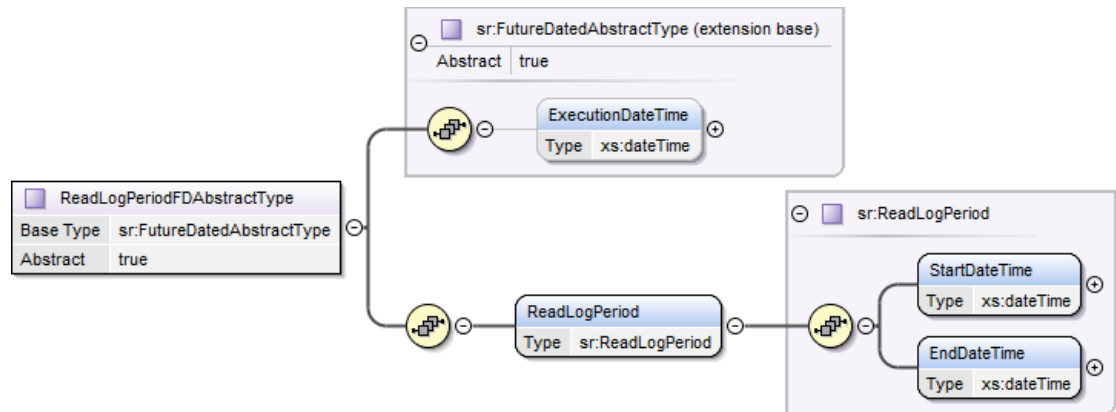 sr:FutureDatedAbstractType (extension base)
Abstract true
ExecutionDateTime
Type xs:dateTime
ReadLogPeriodFDAbstractType
Base Type sr:FutureDatedAbstractType
Abstract true
sr:ReadLogPeriod
StartDateTime
Type xs:dateTime
ReadLogPeriod
Type sr:ReadLogPeriod
EndDateTime
Type xs:dateTime